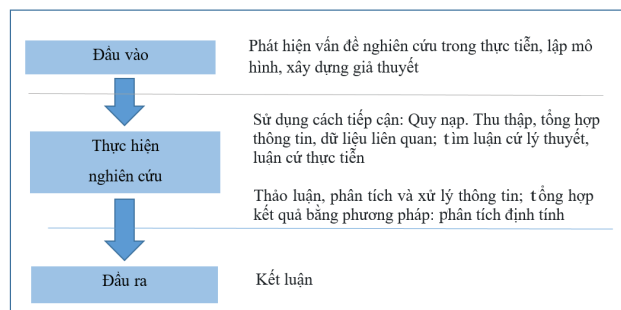 Đầu vào
Phát hiện vấn đề nghiên cứu trong thực tiễn, lập mô
hình, xây dựng giả thuyết
Thực hiện
nghiên cứu
Sử dụng cách tiếp cận: Quy nạp. Thu thập, tổng hợp
thông tin, dữ liệu liên quan; tìm luận cứ lý thuyết,
luận cứ thực tiễn
Thảo luận, phân tích và xử lý thông tin; tổng hợp
kết quả bằng phương pháp: phân tích định tính
Đầu ra
Kết luận